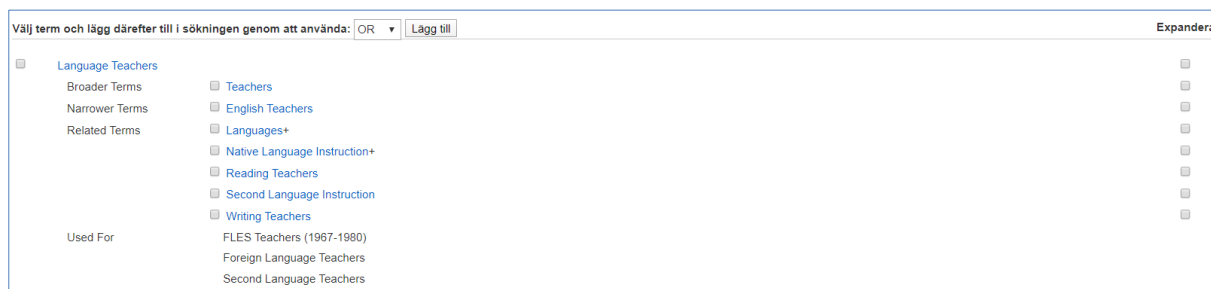 Välj term och lägg därefter till i sökningen genom att använda: OR Lägg till Expandera
Language Teachers
Broader Terms Teachers
Narrower Terms English Teachers
Related Terms Languages+
Native Language Instruction+
Reading Teachers
Second Language Instruction
Writing Teachers
Used For FLES Teachers (1967-1980)
Foreign Language Teachers
Second Language Teachers